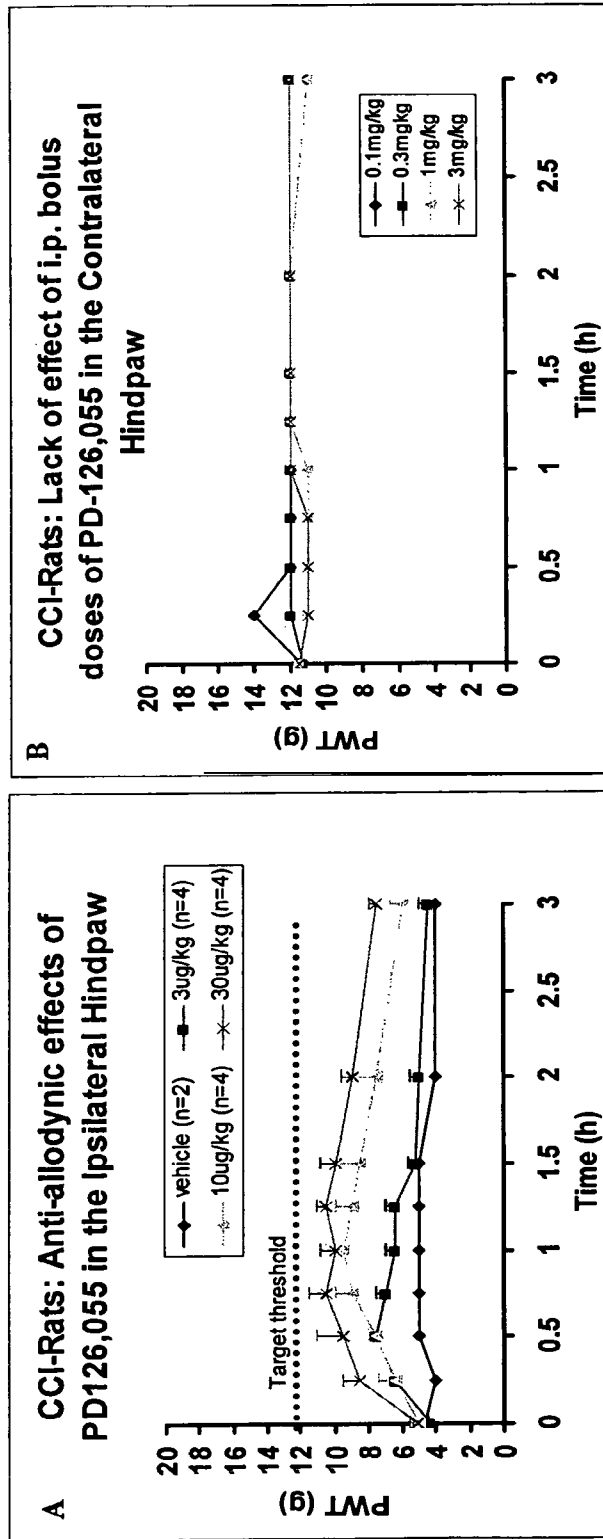 A
CCI-Rats: Anti-allodynic effects of
PD126,055 in the Ipsilateral Hindpaw
vehicle (n=2)
3ug/kg (n=4)
10ug/kg (n=4)
30ug/kg (n=4)
Target threshold
PWT (g)
20
18
16
14
12
10
8
6
4
2
0
0
0.5
1
1.5
2
2.5
3
Time (h)
B
CCI-Rats: Lack of effect of i.p. bolus
doses of PD-126,055 in the Contralateral
Hindpaw
PWT (g)
20
18
16
14
12
10
8
6
4
2
0
0
0.5
1
1.5
2
2.5
3
Time (h)
0.1mg/kg
0.3mgkg
1mg/kg
3mg/kg